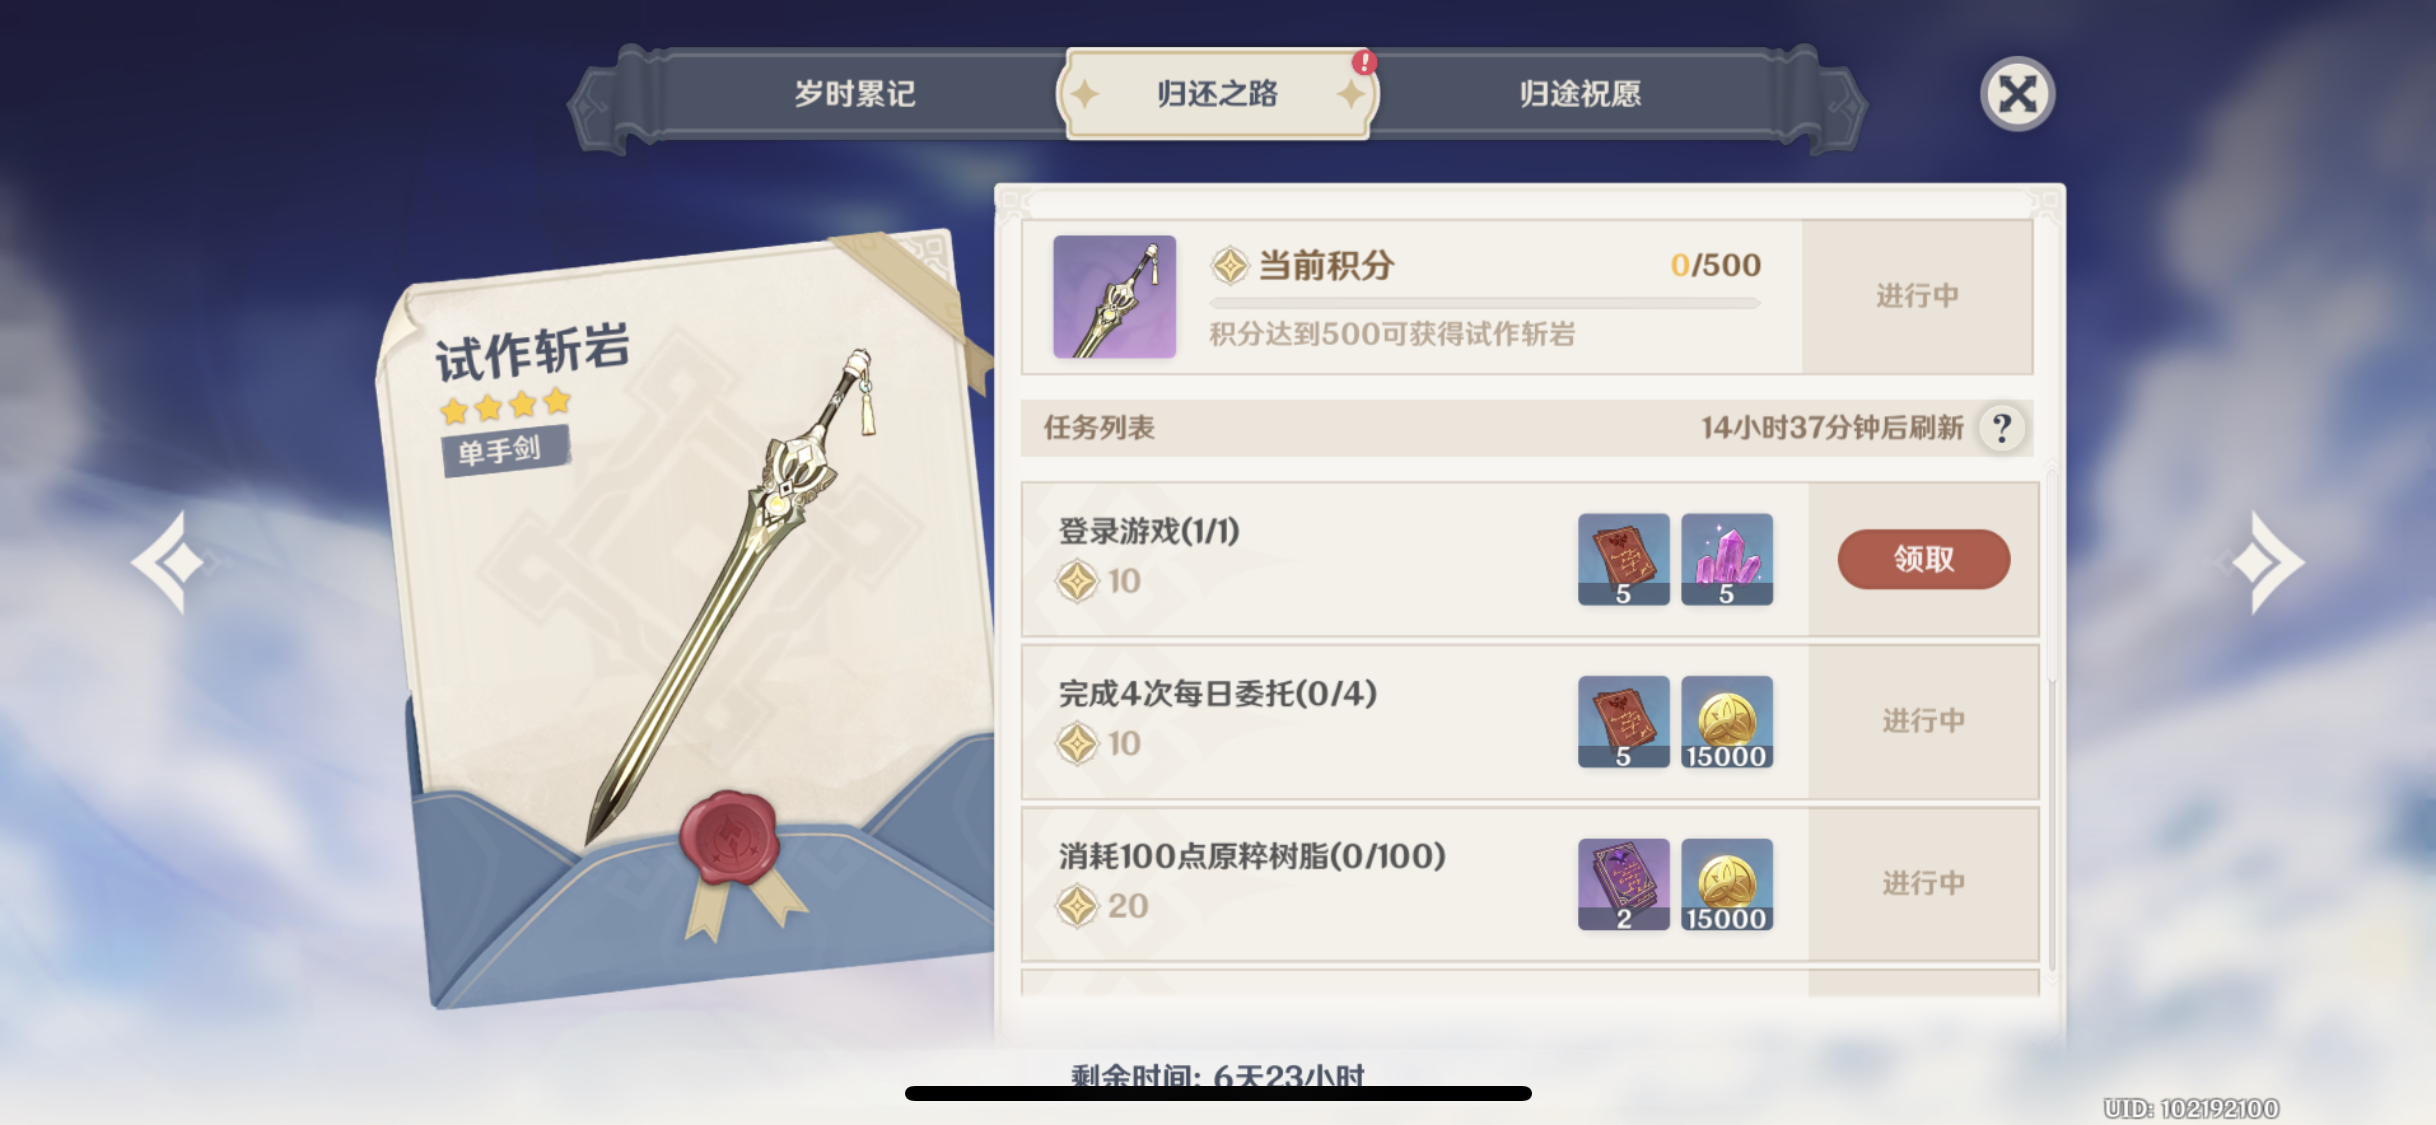 岁时累记
归还之路
归途祝愿
试作斩岩
单手剑
当前积分
0/500
积分达到500可获得试作斩岩
进行中
任务列表
14小时37分钟后刷新
?
登录游戏(1/1)
10
5
5
领取
完成4次每日委托(0/4)
10
5
15000
进行中
消耗100点原粹树脂(0/100)
20
2
15000
进行中
剩余时间: 6天23小时
UID: 102192100